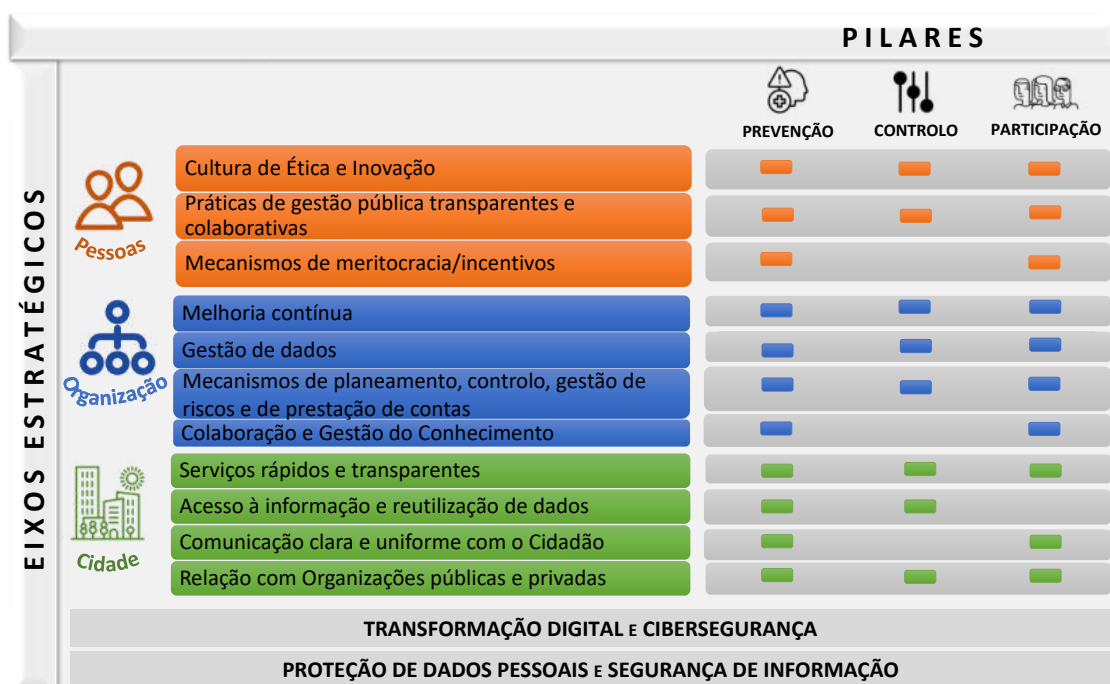 PILARES
PREVENÇÃO
CONTROLO
PARTICIPAÇÃO
EIXOS ESTRATÉGICOS
Pessoas
Cultura de Ética e Inovação
Práticas de gestão pública transparentes e
colaborativas
Mecanismos de meritocracia/incentivos
Organização
Melhoria contínua
Gestão de dados
Mecanismos de planeamento, controlo, gestão de
riscos e de prestação de contas
Colaboração e Gestão do Conhecimento
Cidade
Serviços rápidos e transparentes
Acesso à informação e reutilização de dados
Comunicação clara e uniforme com o Cidadão
Relação com Organizações públicas e privadas
TRANSFORMAÇÃO DIGITAL E CIBERSEGURANÇA
PROTEÇÃO DE DADOS PESSOAIS E SEGURANÇA DE INFORMAÇÃO